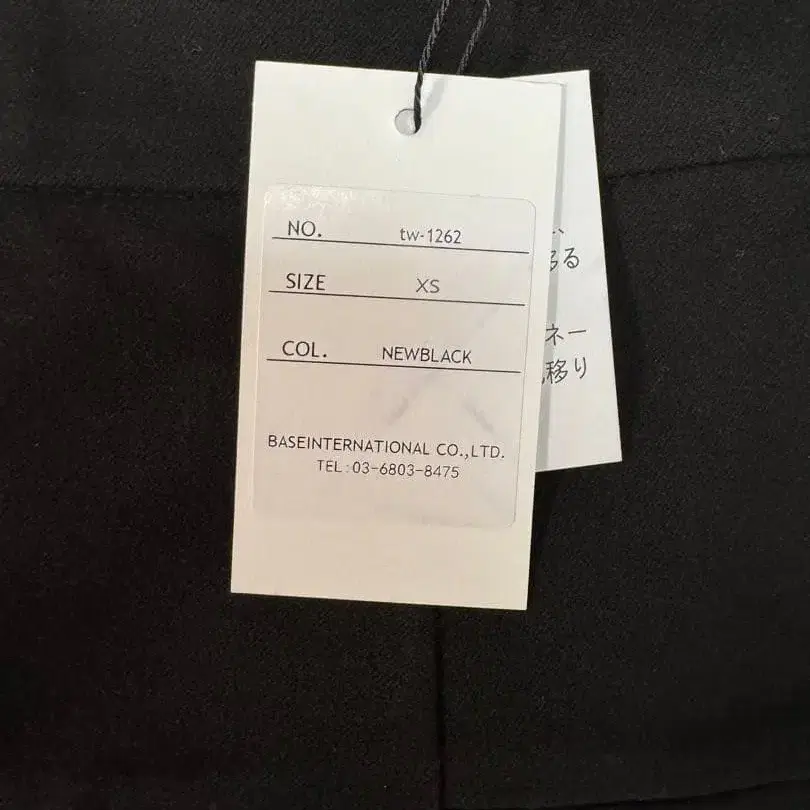 NO. tw-1262
SIZE XS
COL. NEWBLACK
BASEINTERNATIONAL CO.,LTD.
TEL:03-6803-8475
る
ネー
移り